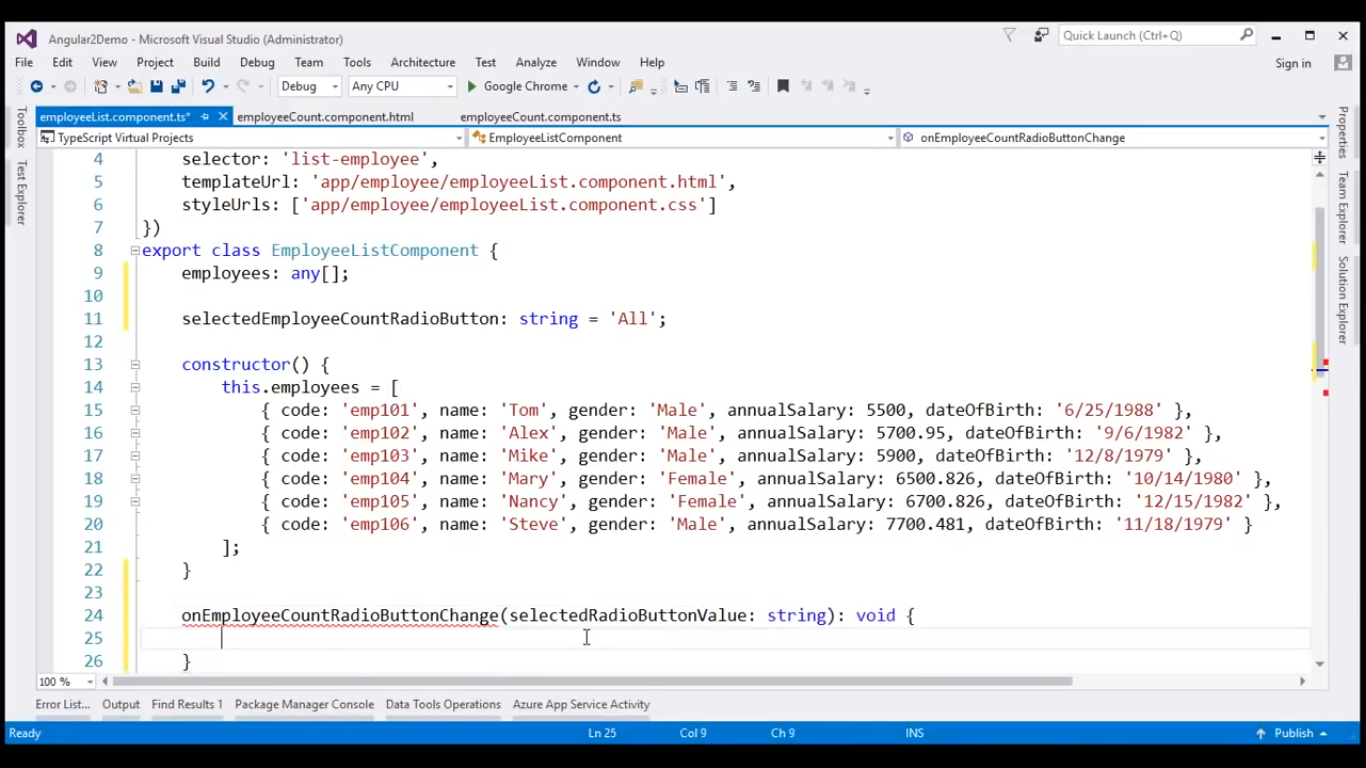 Angular2Demo - Microsoft Visual Studio (Administrator)
Quick Launch (Ctrl+Q)
File Edit View Project Build Debug Team Tools Architecture Test Analyze Window Help
Sign in
Debug Any CPU Google Chrome
employeeList.component.ts* employeeCount.component.html employeeCount.component.ts
TypeScript Virtual Projects EmployeeListComponent onEmployeeCountRadioButtonChange
Toolbox
Test Explorer
Properties
Team Explorer
Solution Explorer
4 selector: 'list-employee',
5 templateUrl: 'app/employee/employeeList.component.html',
6 styleUrls: ['app/employee/employeeList.component.css']
7 })
8 export class EmployeeListComponent {
9 employees: any[];
10
11 selectedEmployeeCountRadioButton: string = 'All';
12
13 constructor() {
14 this.employees = [
15 { code: 'emp101', name: 'Tom', gender: 'Male', annualSalary: 5500, dateOfBirth: '6/25/1988' },
16 { code: 'emp102', name: 'Alex', gender: 'Male', annualSalary: 5700.95, dateOfBirth: '9/6/1982' },
17 { code: 'emp103', name: 'Mike', gender: 'Male', annualSalary: 5900, dateOfBirth: '12/8/1979' },
18 { code: 'emp104', name: 'Mary', gender: 'Female', annualSalary: 6500.826, dateOfBirth: '10/14/1980' },
19 { code: 'emp105', name: 'Nancy', gender: 'Female', annualSalary: 6700.826, dateOfBirth: '12/15/1982' },
20 { code: 'emp106', name: 'Steve', gender: 'Male', annualSalary: 7700.481, dateOfBirth: '11/18/1979' }
21 ];
22 }
23
24 onEmployeeCountRadioButtonChange(selectedRadioButtonValue: string): void {
25
26 }
100 %
Error List... Output Find Results 1 Package Manager Console Data Tools Operations Azure App Service Activity
Ready Ln 25 Col 9 Ch 9 INS Publish